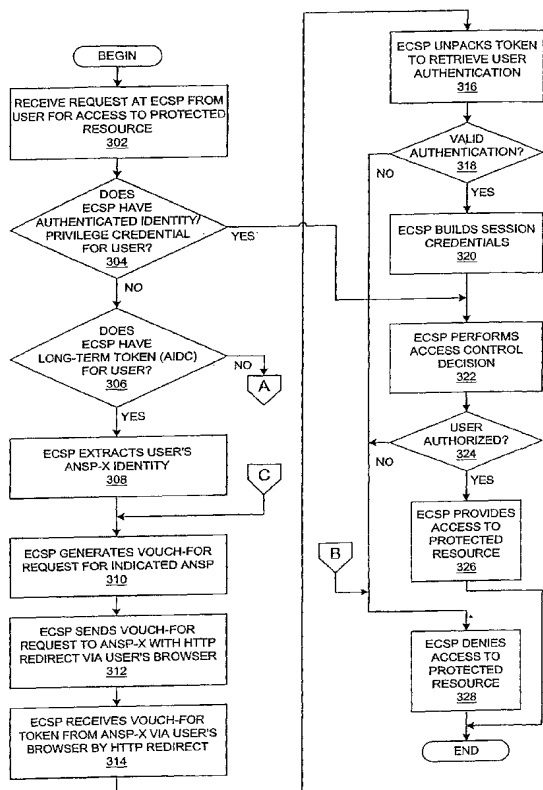 BEGIN
RECEIVE REQUEST AT ECSP FROM
USER FOR ACCESS TO PROTECTED
RESOURCE
302
DOES
ECSP HAVE
AUTHENTICATED IDENTITY/
PRIVILEGE CREDENTIAL
FOR USER?
304
YES
NO
DOES
ECSP HAVE
LONG-TERM TOKEN (AIDC)
FOR USER?
306
NO
A
YES
ECSP EXTRACTS USER'S
ANSP-X IDENTITY
308
C
ECSP GENERATES VOUCH-FOR
REQUEST FOR INDICATED ANSP
310
ECSP SENDS VOUCH-FOR
REQUEST TO ANSP-X WITH HTTP
REDIRECT VIA USER'S BROWSER
312
ECSP RECEIVES VOUCH-FOR
TOKEN FROM ANSP-X VIA USER'S
BROWSER BY HTTP REDIRECT
314
ECSP UNPACKS TOKEN
TO RETRIEVE USER
AUTHENTICATION
316
VALID
AUTHENTICATION?
318
NO
YES
ECSP BUILDS SESSION
CREDENTIALS
320
ECSP PERFORMS
ACCESS CONTROL
DECISION
322
USER
AUTHORIZED?
324
NO
YES
ECSP PROVIDES
ACCESS TO
PROTECTED
RESOURCE
326
B
ECSP DENIES
ACCESS TO
PROTECTED
RESOURCE
328
END